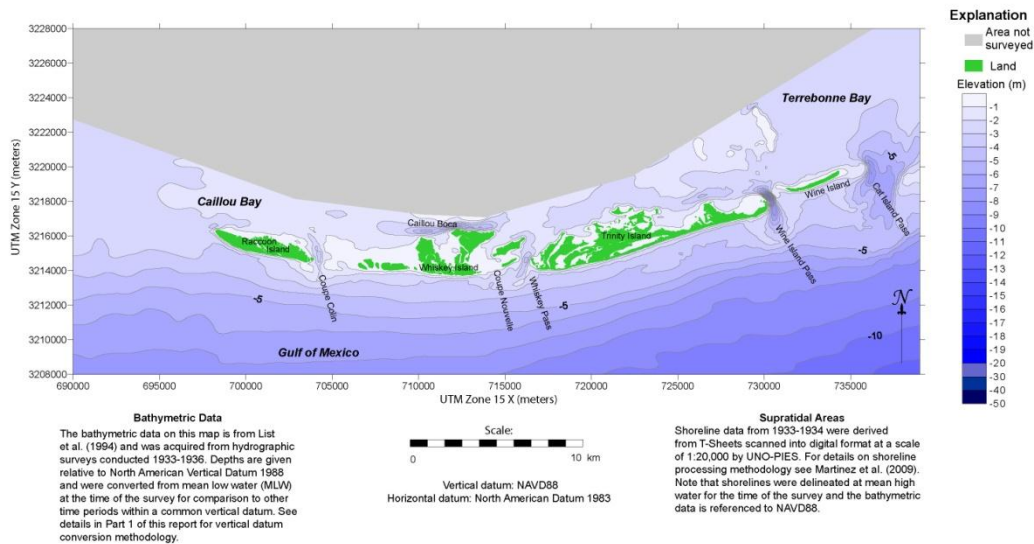 Explanation
Area not
surveyed
Land
Elevation (m)
-1
-2
-3
-4
-5
-6
-7
-8
-9
-10
-11
-12
-13
-14
-15
-16
-17
-18
-19
-20
-30
-40
-50
3228000
3226000
3224000
3222000
3220000
3218000
3216000
3214000
3212000
3210000
3208000
UTM Zone 15 Y (meters)
Terrebonne Bay
-5
Caillou Bay
Wine Island
Cat Island Pass
Caillou Boca
Raccoon
Island
Trinity Island
Wine Island Pass
-5
Whiskey Island
Coupe Colin
Coupe Nouvelle
Whiskey Pass
-5
-5
N
-10
Gulf of Mexico
690000
695000
700000
705000
710000
715000
720000
725000
730000
735000
UTM Zone 15 X (meters)
Bathymetric Data
The bathymetric data on this map is from List
et al. (1994) and was acquired from hydrographic
surveys conducted 1933-1936. Depths are given
relative to North American Vertical Datum 1988
and were converted from mean low water (MLW)
at the time of the survey for comparison to other
time periods within a common vertical datum. See
details in Part 1 of this report for vertical datum
conversion methodology.
Scale:
0
10 km
Vertical datum: NAVD88
Horizontal datum: North American Datum 1983
Supratidal Areas
Shoreline data from 1933-1934 were derived
from T-Sheets scanned into digital format at a scale
of 1:20,000 by UNO-PIES. For details on shoreline
processing methodology see Martinez et al. (2009).
Note that shorelines were delineated at mean high
water for the time of the survey and the bathymetric
data is referenced to NAVD88.